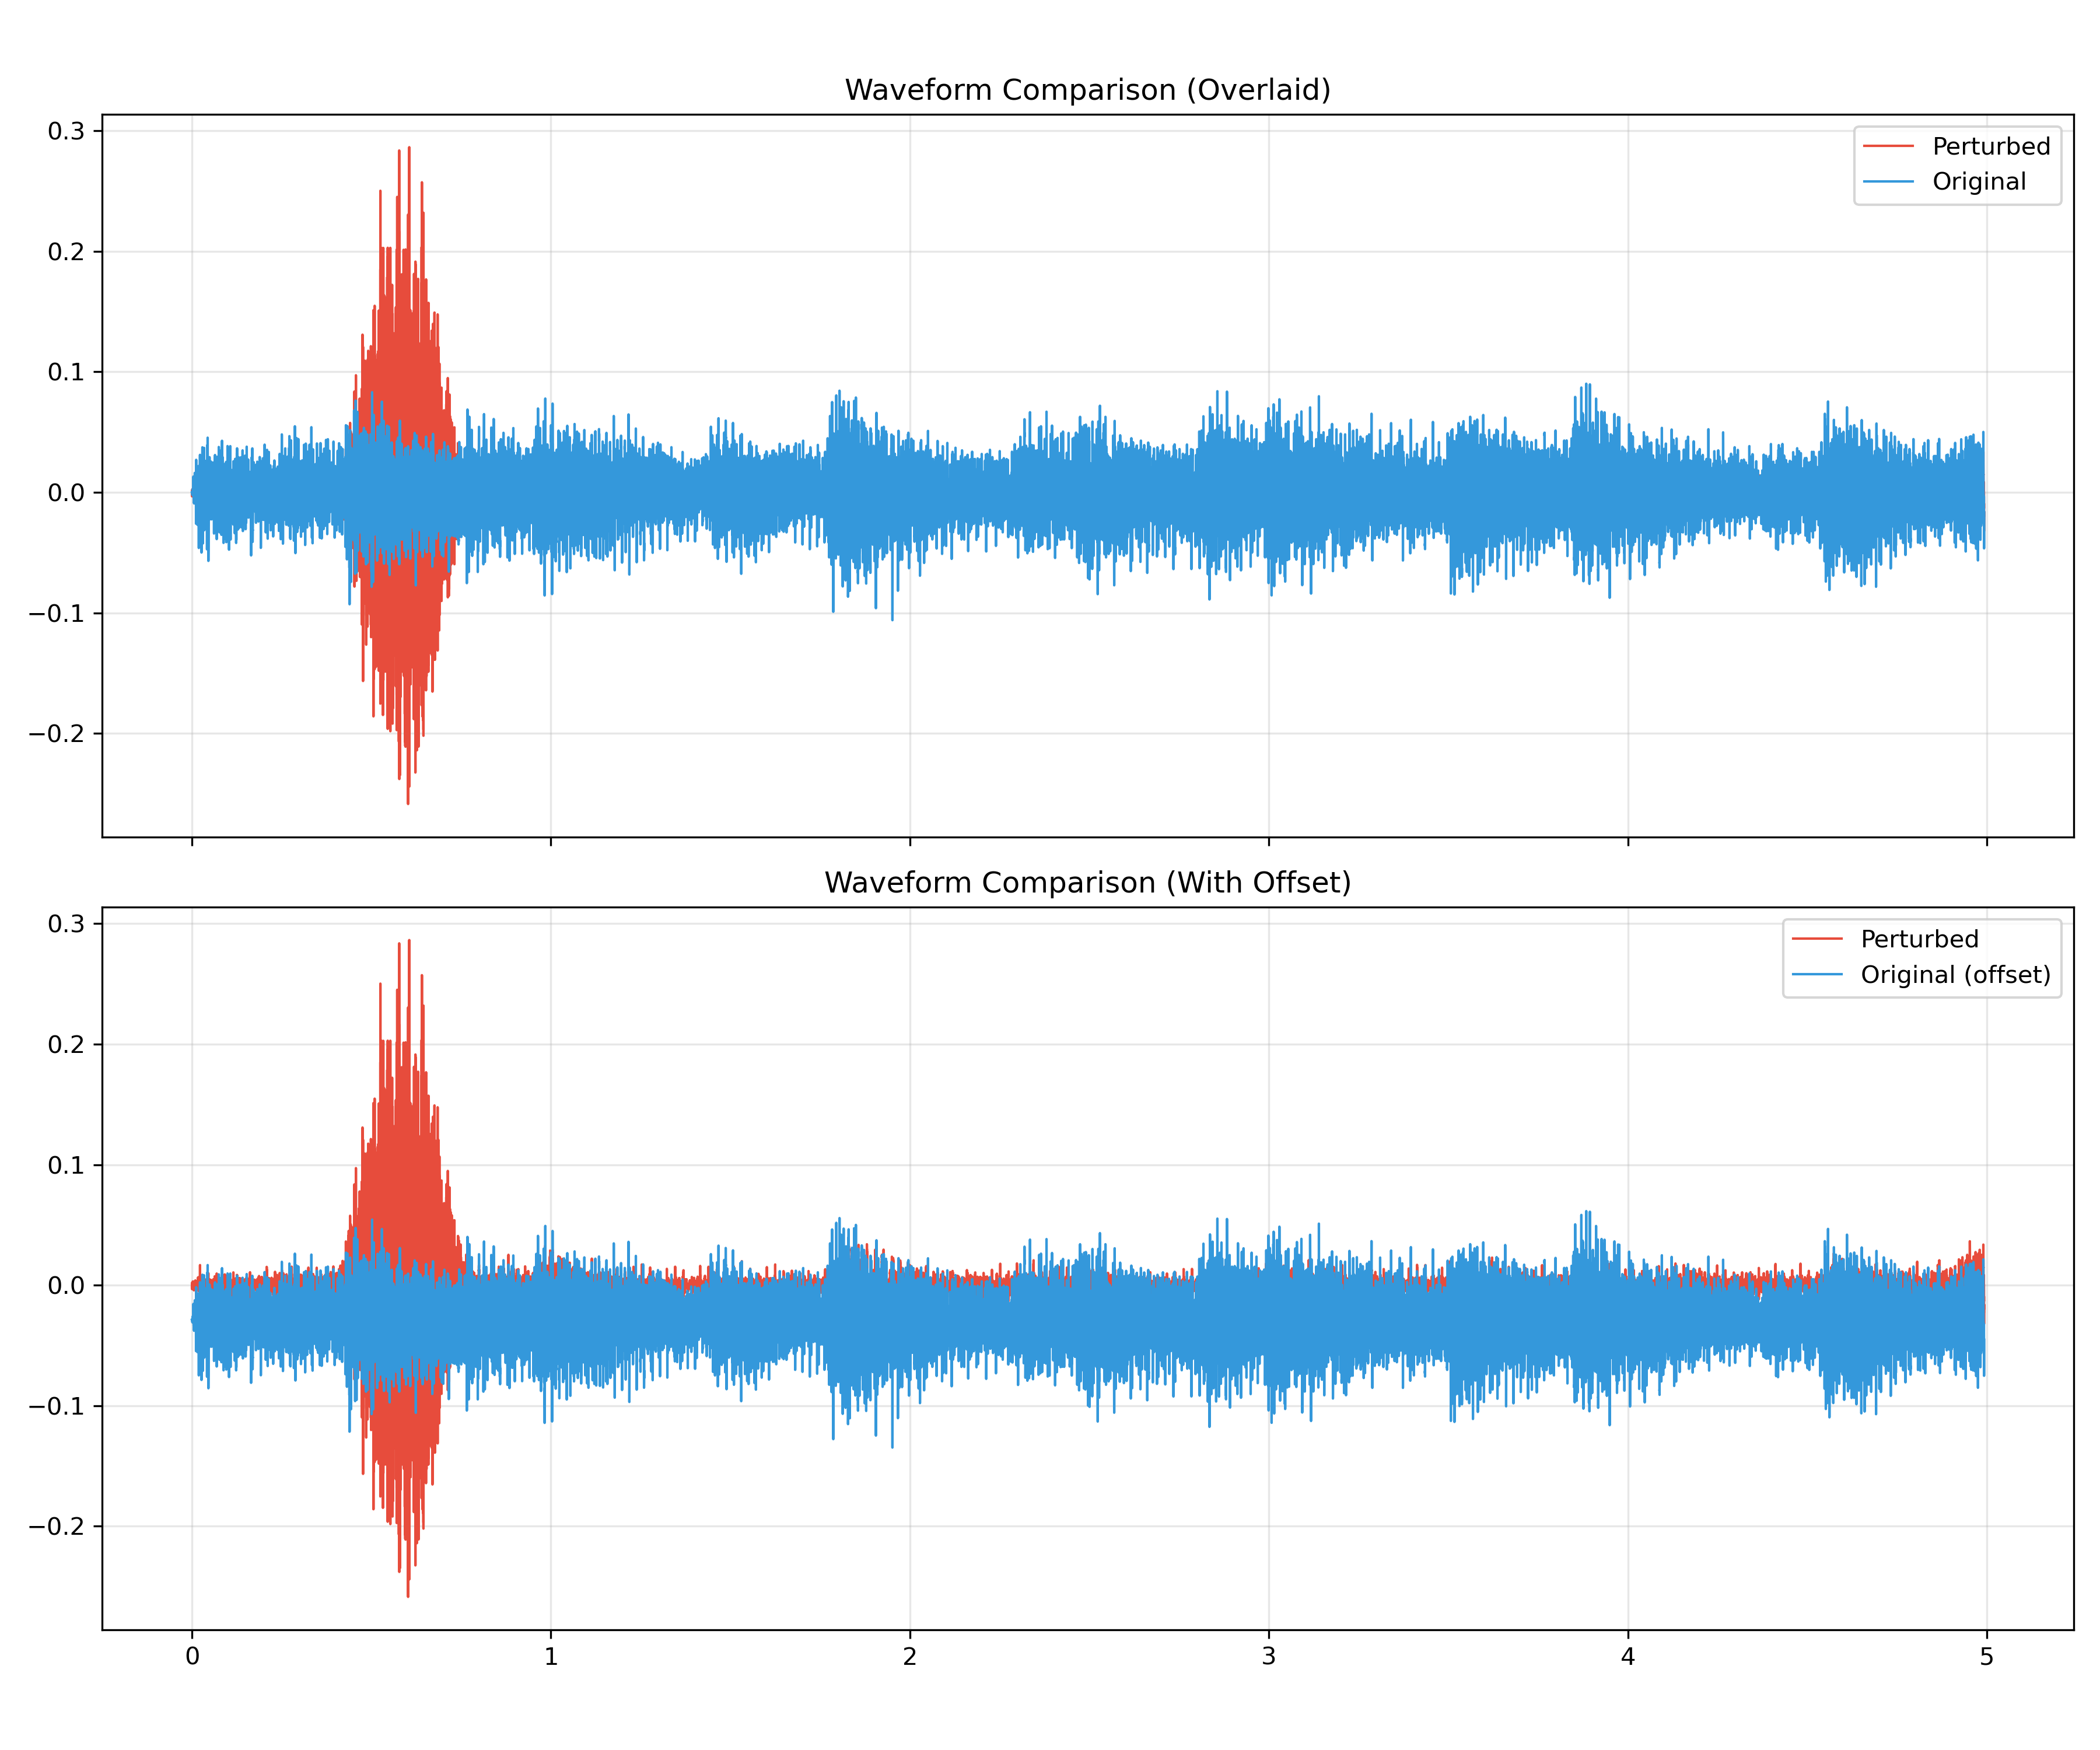 Waveform Comparison (Overlaid)
0.3
0.2
0.1
0.0
−0.1
−0.2
Perturbed
Original
Waveform Comparison (With Offset)
0.3
0.2
0.1
0.0
−0.1
−0.2
Perturbed
Original (offset)
0 1 2 3 4 5